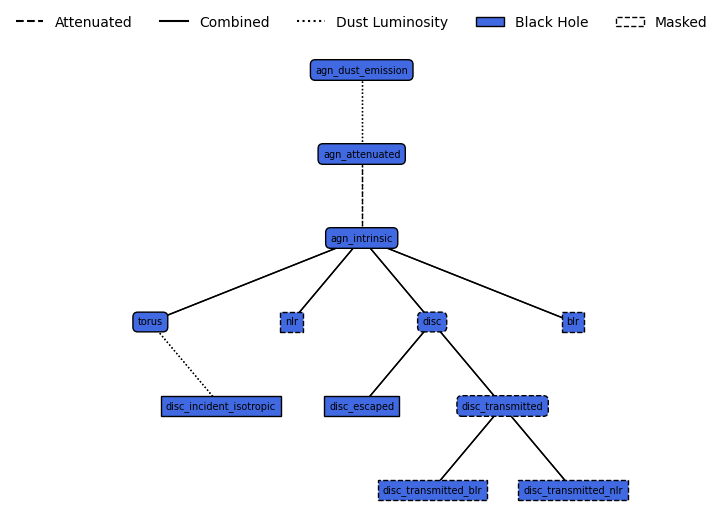 Attenuated Combined Dust Luminosity Black Hole Masked
agn_dust_emission
agn_attenuated
agn_intrinsic
torus nlr disc blr
disc_incident_isotropic disc_escaped disc_transmitted
disc_transmitted_blr disc_transmitted_nlr